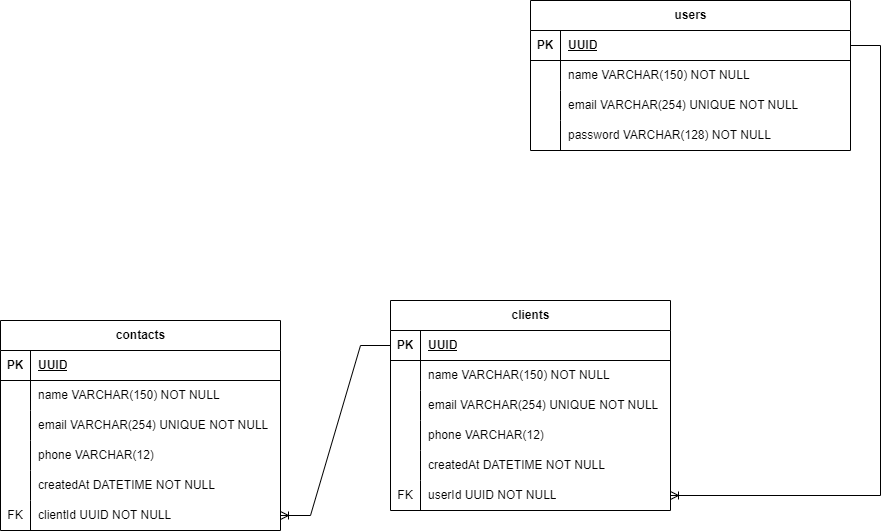 users
PK UUID
name VARCHAR(150) NOT NULL
email VARCHAR(254) UNIQUE NOT NULL
password VARCHAR(128) NOT NULL
clients
PK UUID
name VARCHAR(150) NOT NULL
email VARCHAR(254) UNIQUE NOT NULL
phone VARCHAR(12)
createdAt DATETIME NOT NULL
FK userId UUID NOT NULL
contacts
PK UUID
name VARCHAR(150) NOT NULL
email VARCHAR(254) UNIQUE NOT NULL
phone VARCHAR(12)
createdAt DATETIME NOT NULL
FK clientId UUID NOT NULL